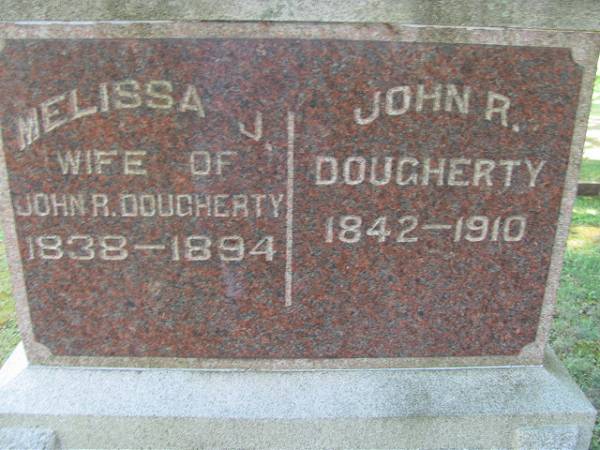 MELISSA J.
WIFE OF
JOHN R. DOUGHERTY
1838-1894
JOHN R.
DOUGHERTY
1842-1910